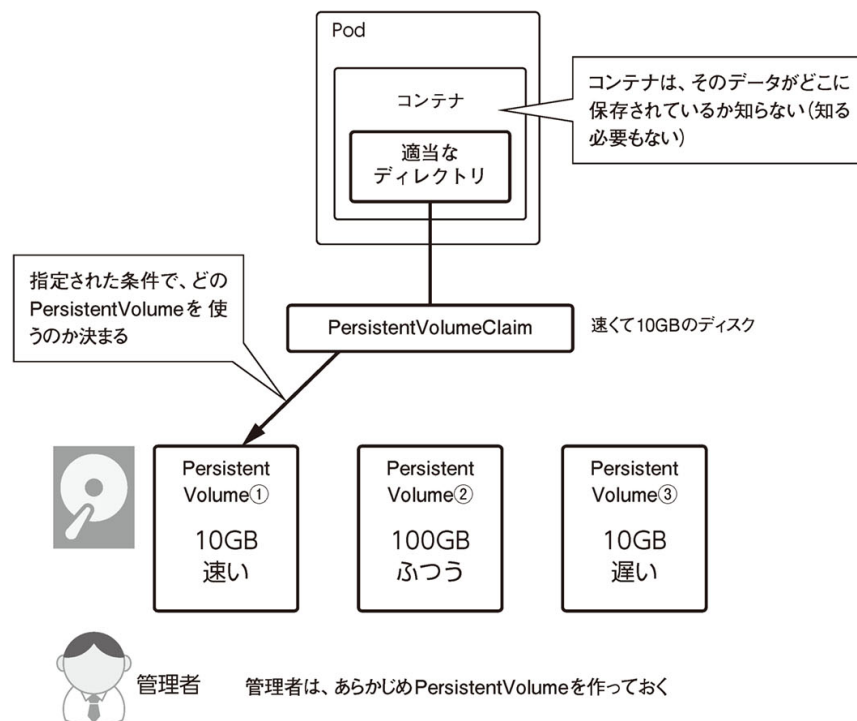 Pod
コンテナ
適当な
ディレクトリ
コンテナは、そのデータがどこに
保存されているか知らない(知る
必要もない)
指定された条件で、どの
PersistentVolumeを 使
うのか決まる
PersistentVolumeClaim
速くて10GBのディスク
Persistent
Volume①
10GB
速い
Persistent
Volume②
100GB
ふつう
Persistent
Volume③
10GB
遅い
管理者
管理者は、あらかじめPersistentVolumeを作っておく